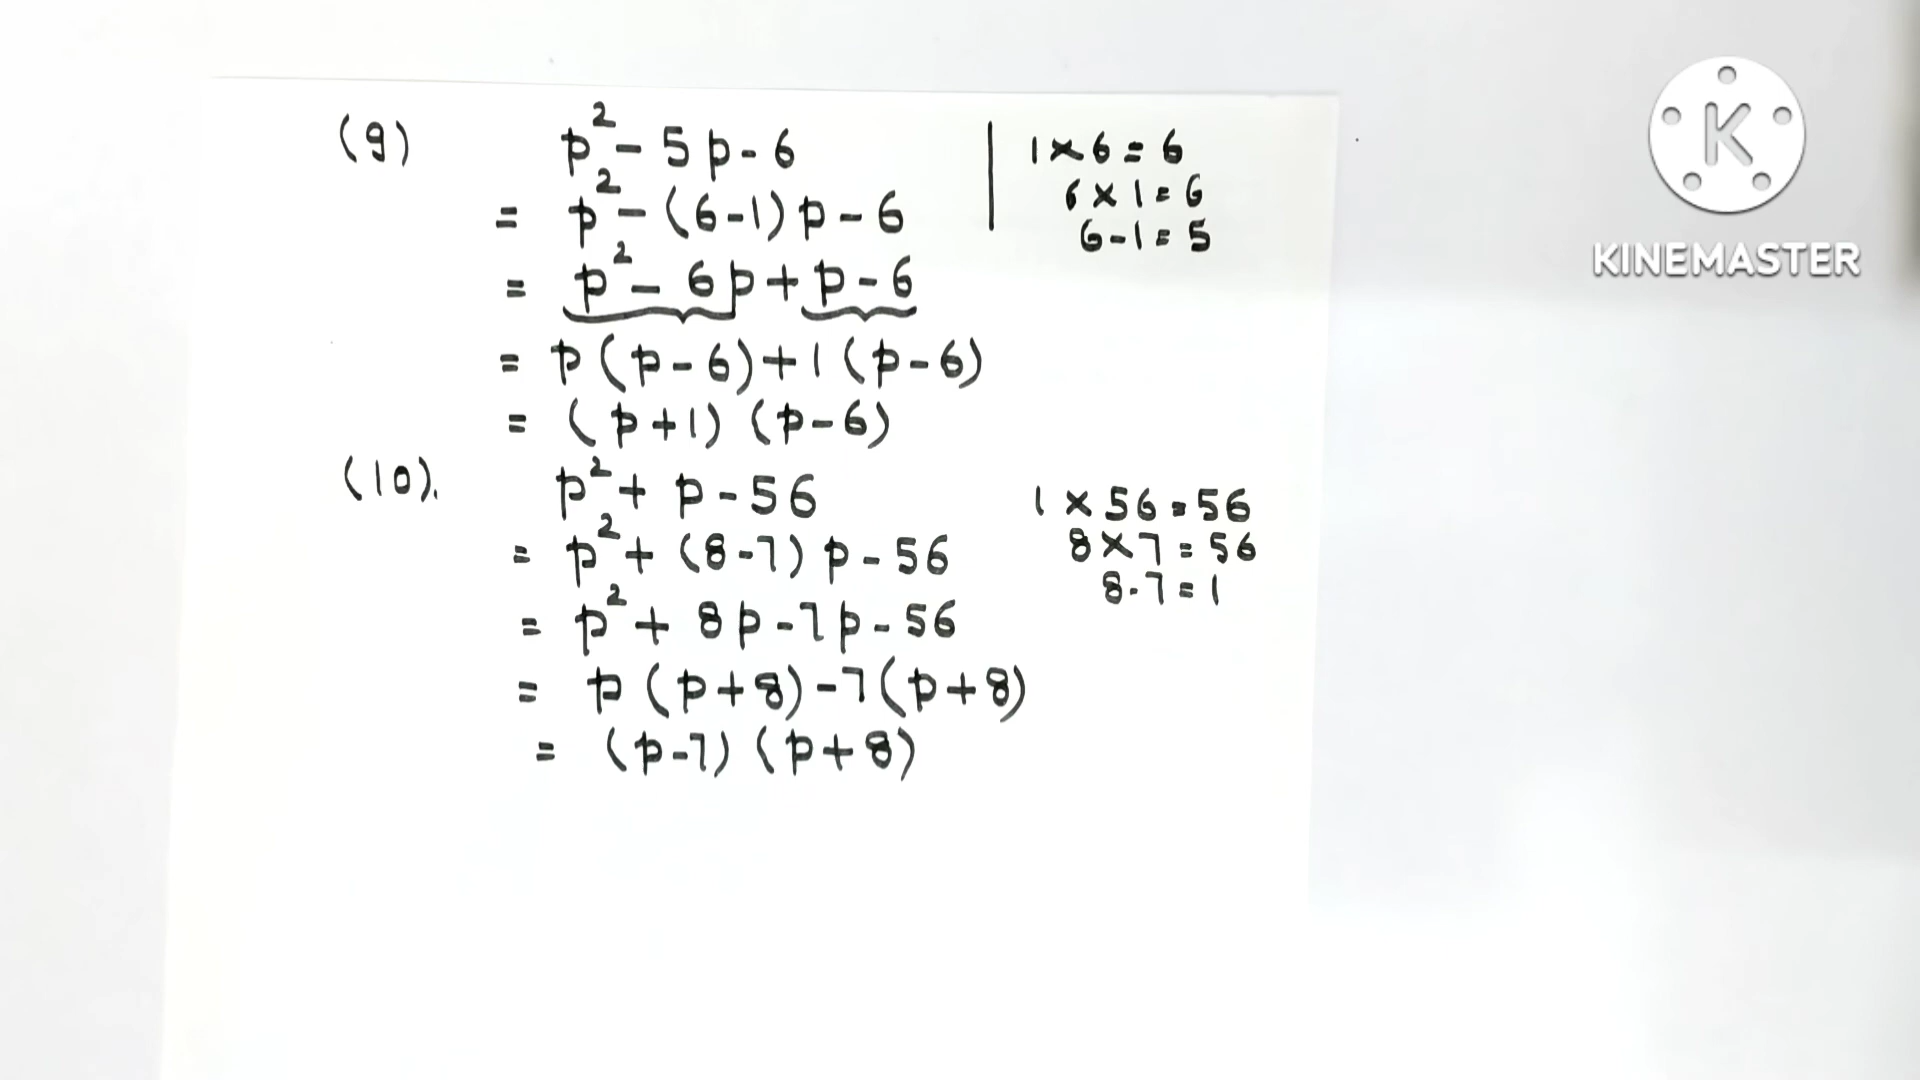 (9) p² - 5p - 6 | 1 × 6 = 6
= p² - (6-1) p - 6 6 × 1 = 6
6-1 = 5
= p² - 6p + p - 6
= p (p - 6) + 1 (p - 6)
= (p + 1) (p - 6)
(10). p² + p - 56 1 × 56 = 56
= p² + (8-7) p - 56 8 × 7 = 56
8-7 = 1
= p² + 8p - 7p - 56
= p (p + 8) - 7 (p + 8)
= (p - 7) (p + 8)
K
KINEMASTER